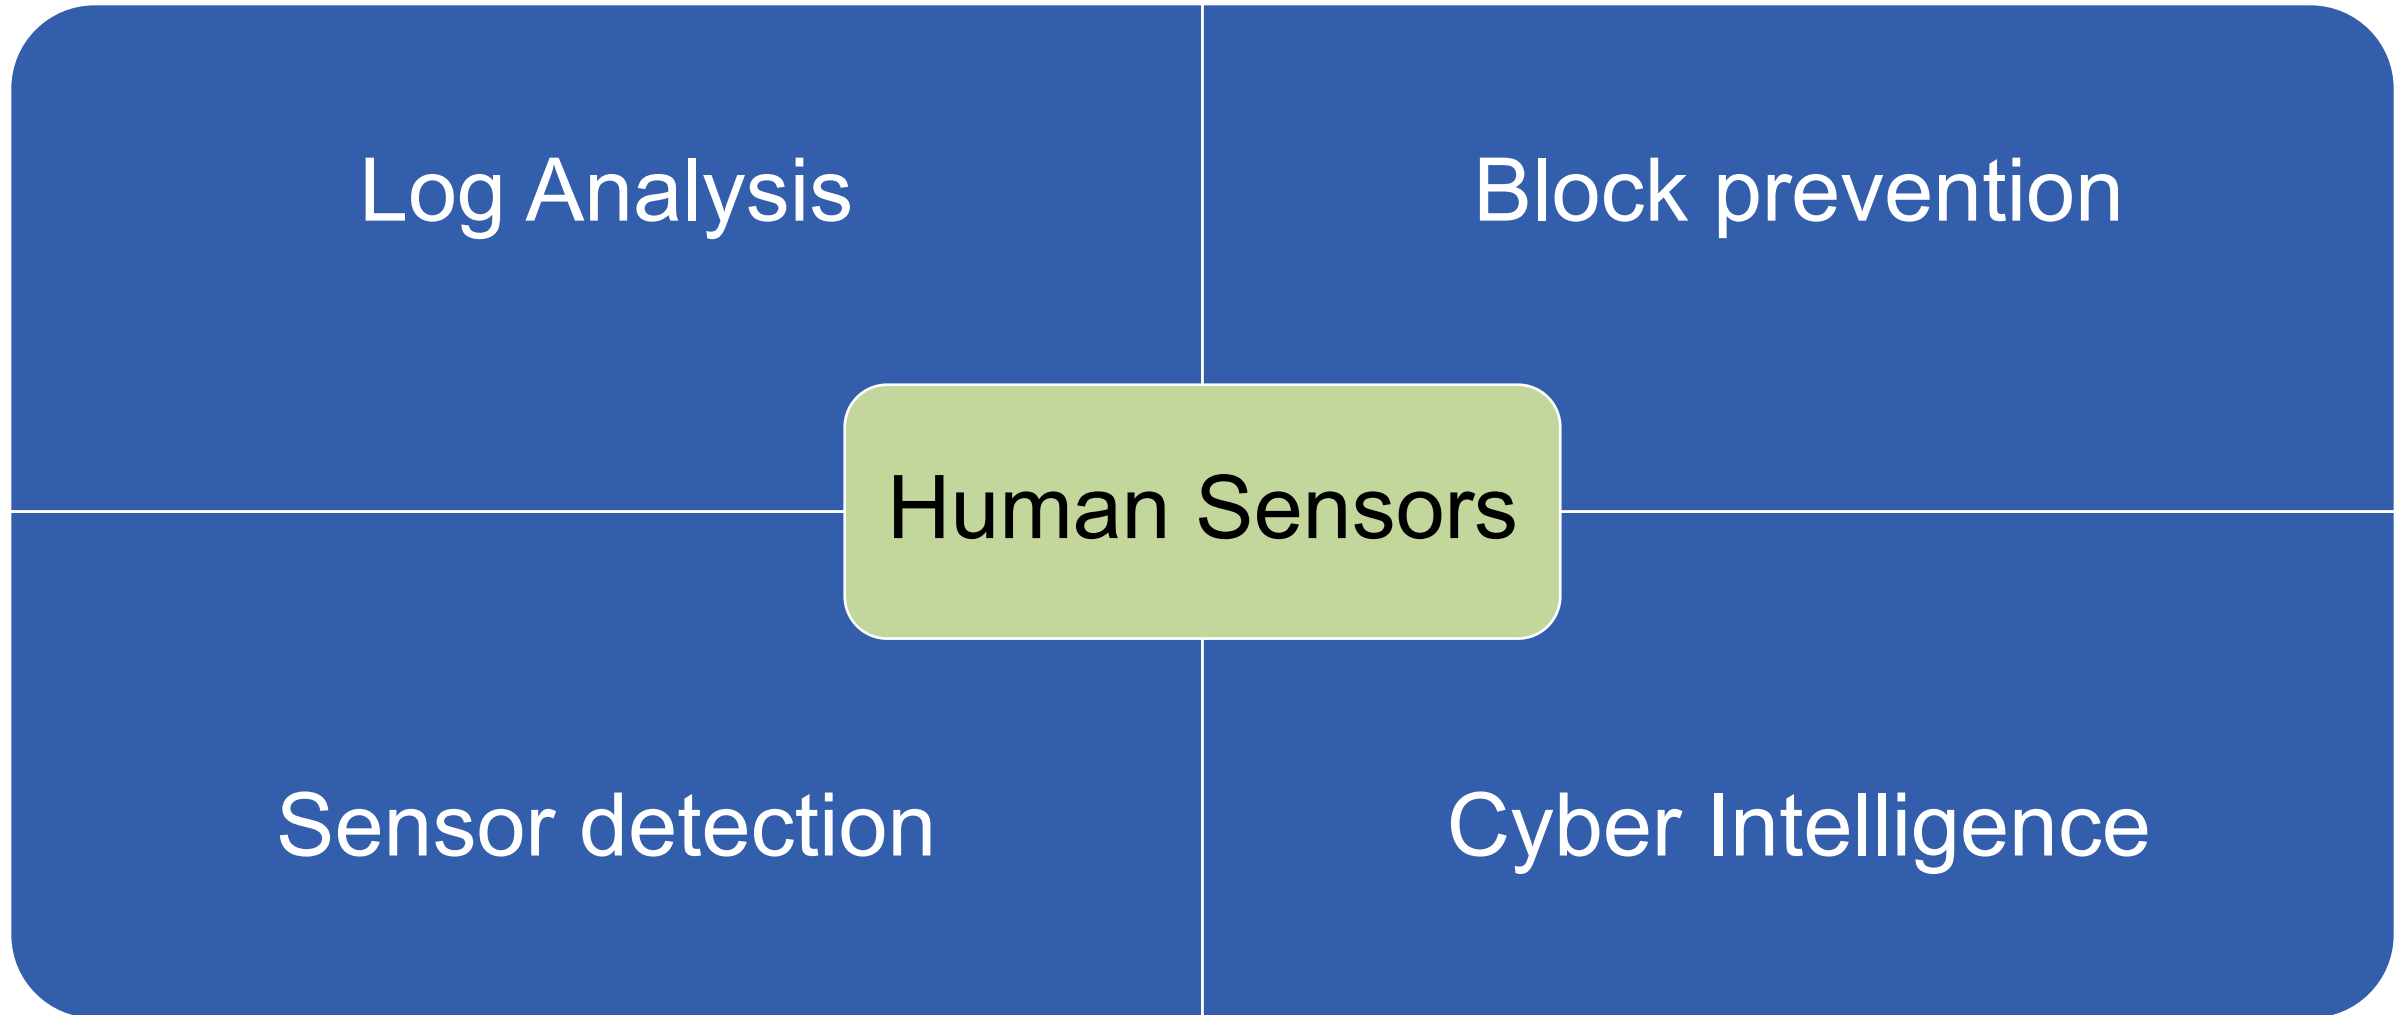 Log Analysis
Block prevention
Human Sensors
Sensor detection
Cyber Intelligence